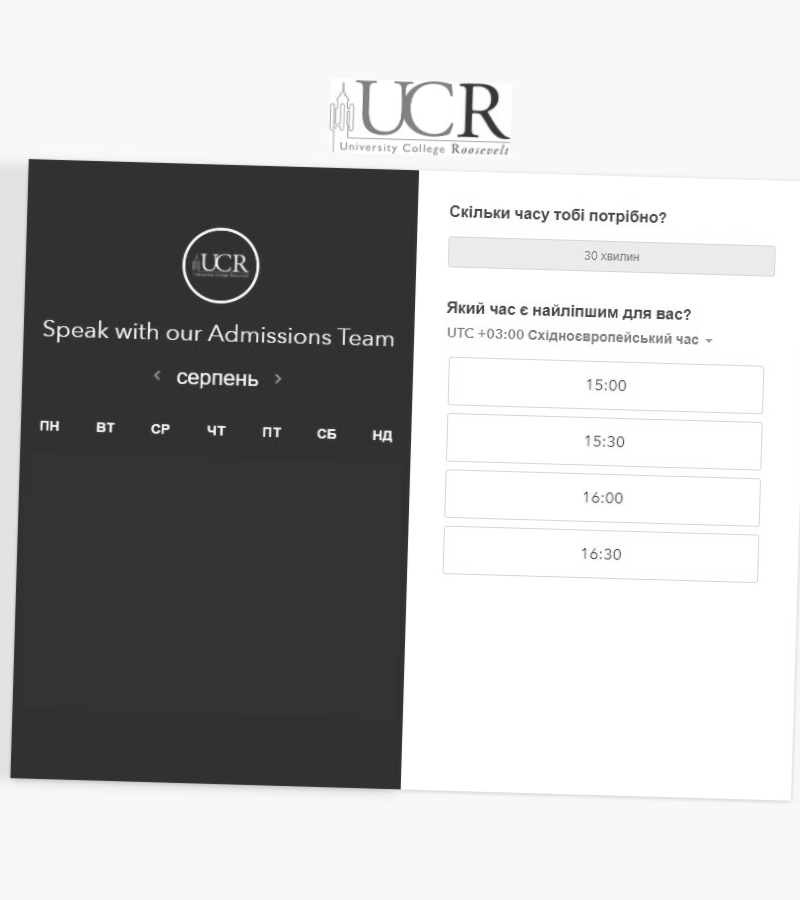 UCR
University College Roosevelt
UCR
Speak with our Admissions Team
серпень
ПН ВТ СР ЧТ ПТ СБ НД
Скільки часу тобі потрібно?
30 хвилин
Який час є найліпшим для вас?
UTC +03:00 Східноєвропейський час
15:00
15:30
16:00
16:30